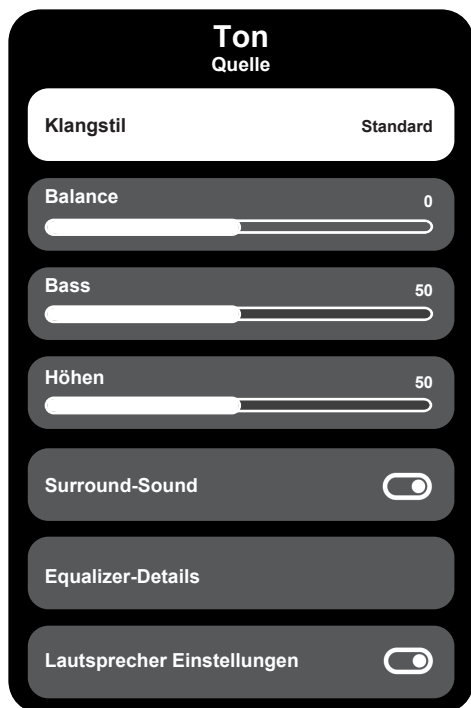 Ton
Quelle
Klangstil Standard
Balance 0
Bass 50
Höhen 50
Surround-Sound
Equalizer-Details
Lautsprecher Einstellungen